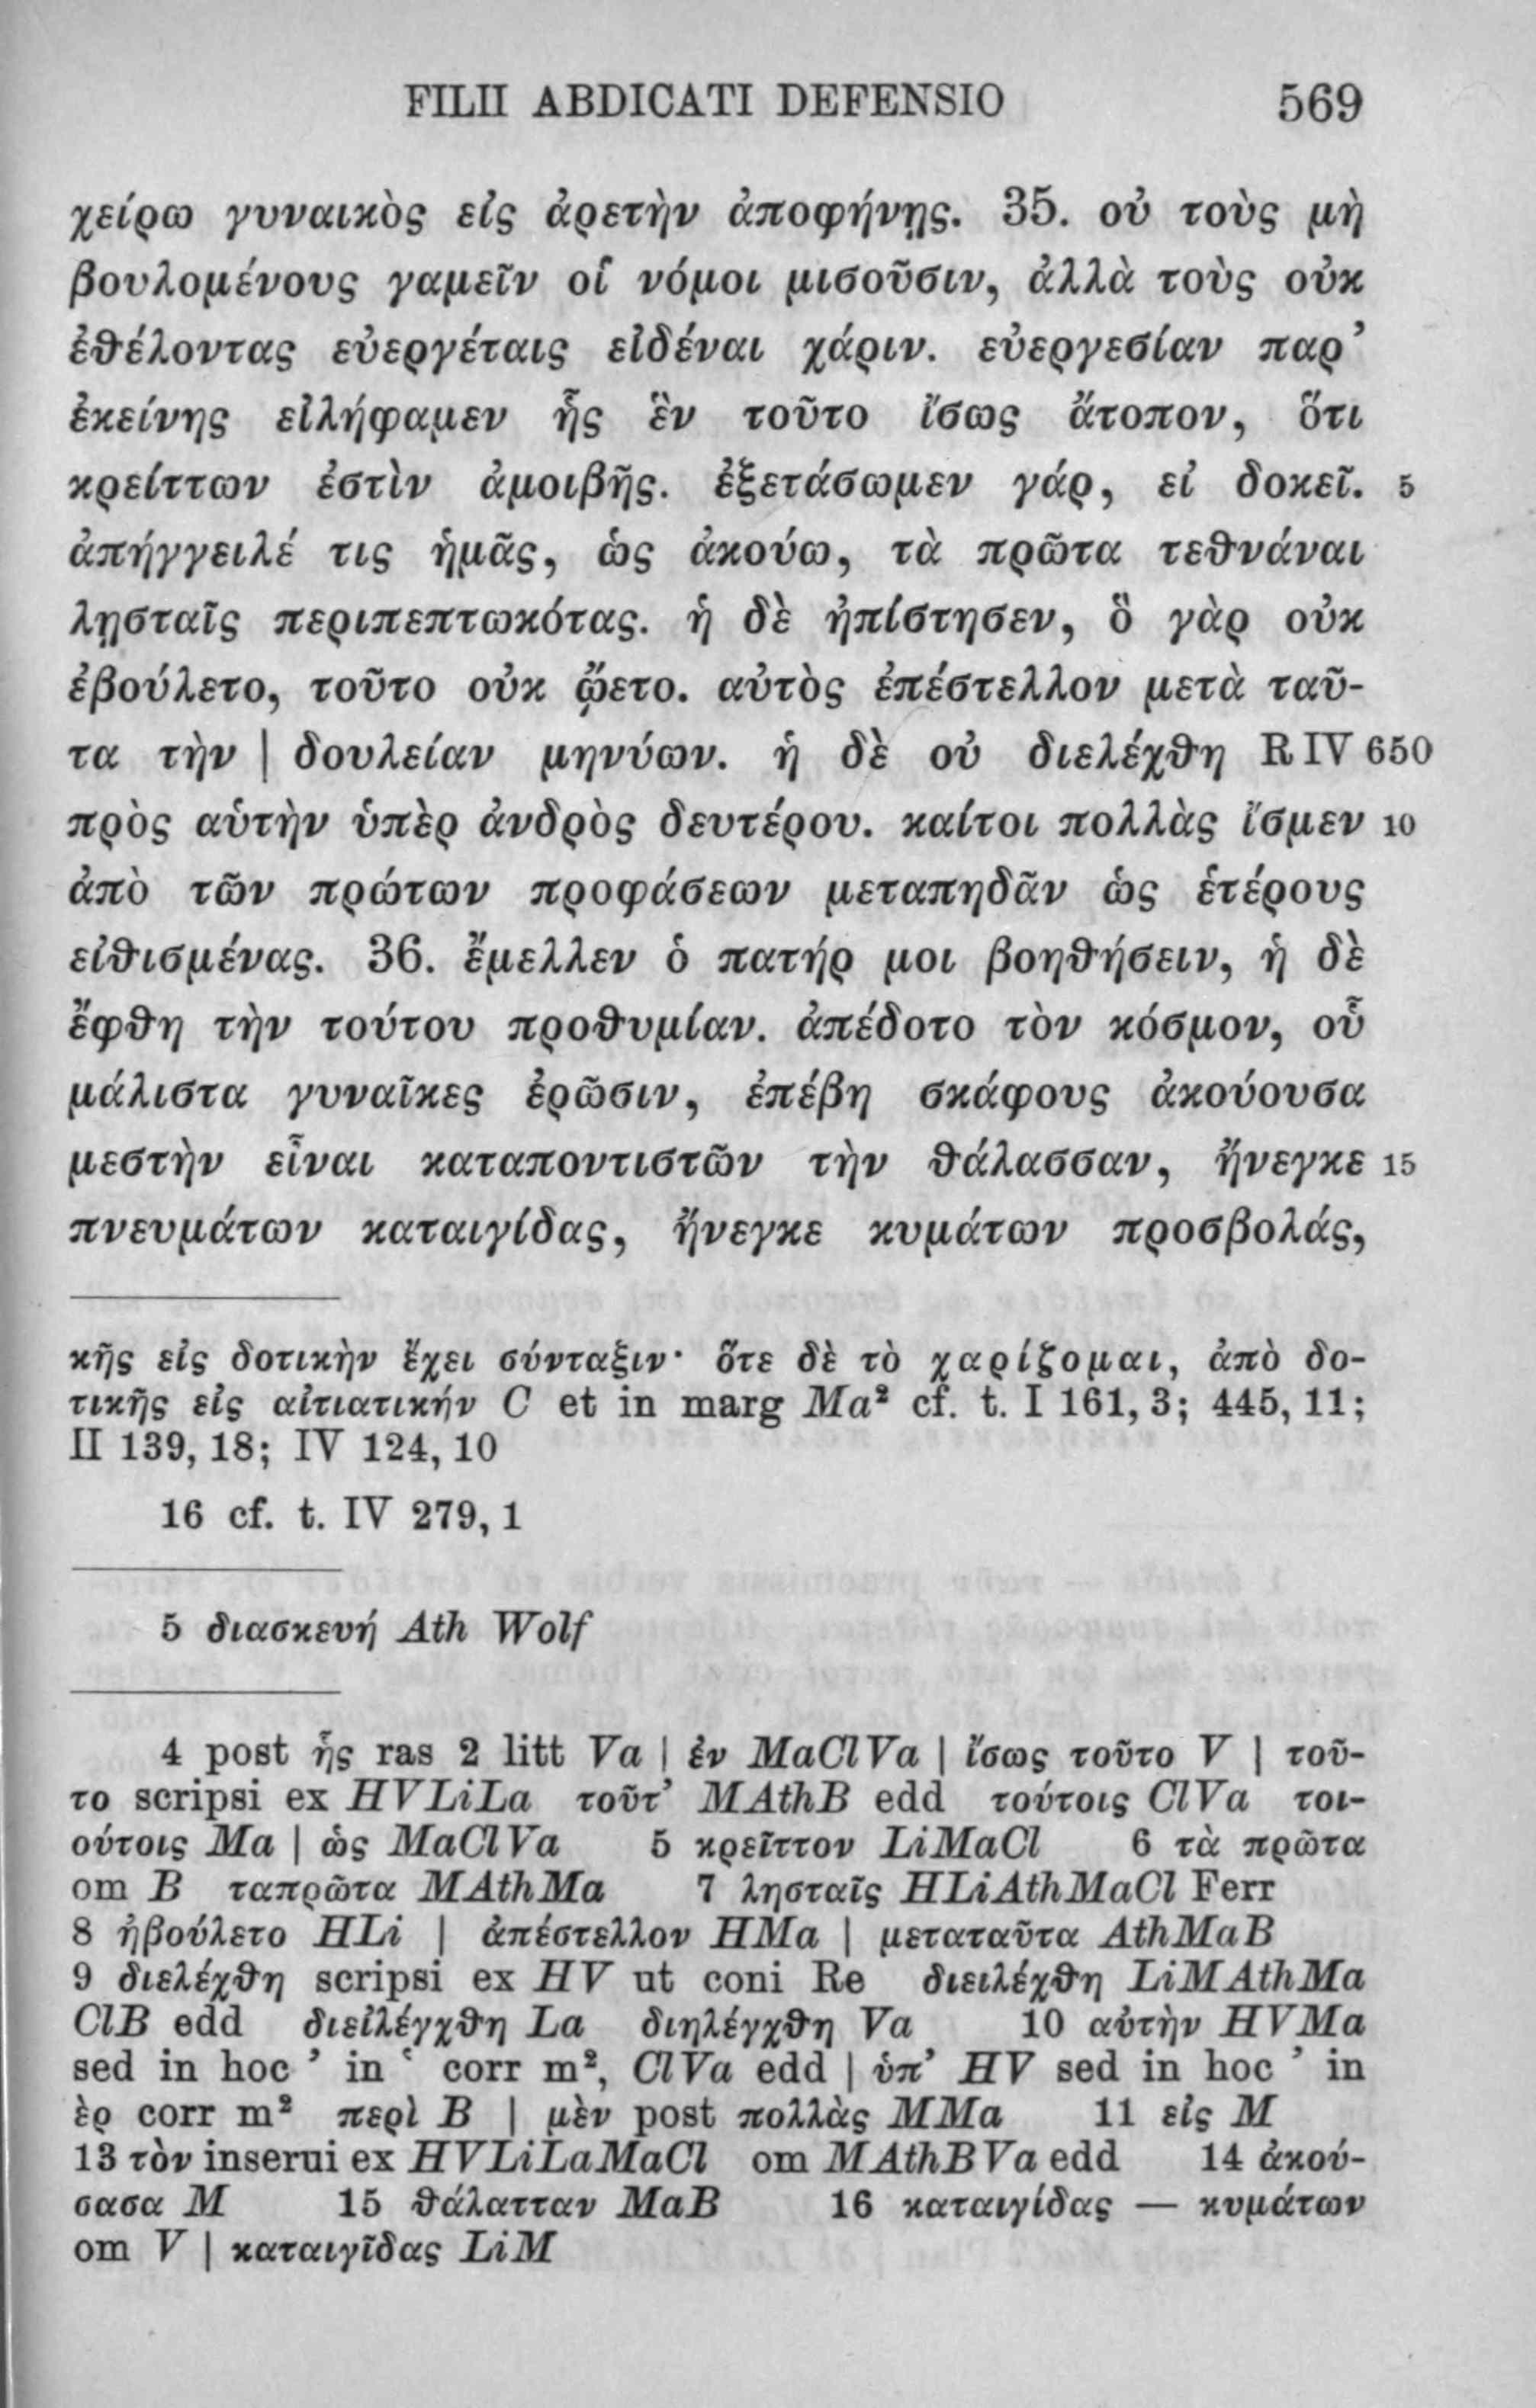 FILII ABDICATI DEFENSIO 569
χείρω γυναικὸς εἰς ἀρετὴν ἀποφήνῃς. 35. οὐ τοὺς μὴ
βουλομένους γαμεῖν οἱ νόμοι μισοῦσιν, ἀλλὰ τοὺς οὐκ
ἐθέλοντας εὐεργέταις εἰδέναι χάριν. εὐεργεσίαν παρ’
ἐκείνης εἰλήφαμεν ἧς ἓν τοῦτο ἴσως ἄτοπον, ὅτι
κρείττων ἐστὶν ἀμοιβῆς. ἐξετάσωμεν γάρ, εἰ δοκεῖ. 5
ἀπήγγειλέ τις ἡμᾶς, ὡς ἀκούω, τὰ πρῶτα τεθνάναι
λῃσταῖς περιπεπτωκότας. ἡ δὲ ἠπίστησεν, ὃ γὰρ οὐκ
ἐβούλετο, τοῦτο οὐκ ᾤετο. αὐτὸς ἐπέστελλον μετὰ ταῦ-
τα τὴν | δουλείαν μηνύων. ἡ δὲ οὐ διελέχθη R IV 650
πρὸς αὑτὴν ὑπὲρ ἀνδρὸς δευτέρου. καίτοι πολλὰς ἴσμεν 10
ἀπὸ τῶν πρώτων προφάσεων μεταπηδᾶν ὡς ἑτέρους
εἰθισμένας. 36. ἔμελλεν ὁ πατήρ μοι βοηθήσειν, ἡ δὲ
ἔφθη τὴν τούτου προθυμίαν. ἀπέδοτο τὸν κόσμον, οὗ
μάλιστα γυναῖκες ἐρῶσιν, ἐπέβη σκάφους ἀκούουσα
μεστὴν εἶναι καταποντιστῶν τὴν θάλασσαν, ἤνεγκε 15
πνευμάτων καταιγίδας, ἤνεγκε κυμάτων προσβολάς,
κῆς εἰς δοτικὴν ἔχει σύνταξιν· ὅτε δὲ τὸ χαρίζομαι, ἀπὸ δο-
τικῆς εἰς αἰτιατικήν C et in marg Ma² cf. t. I 161, 3; 445, 11;
II 139, 18; IV 124, 10
16 cf. t. IV 279, 1
5 διασκευή Ath Wolf
4 post ἧς ras 2 litt Va | ἐν MaClVa | ἴσως τοῦτο V | τοῦ-
το scripsi ex HVLiLa τοῦτ’ MAthB edd τούτοις ClVa τοι-
ούτοις Ma | ὡς MaClVa 5 κρεῖττον LiMaCl 6 τὰ πρῶτα
om B ταπρῶτα MAthMa 7 λησταῖς HLiAthMaCl Ferr
8 ἠβούλετο HLi | ἀπέστελλον HMa | μεταταῦτα AthMaB
9 διελέχθη scripsi ex HV ut coni Re διειλέχθη LiMAthMa
ClB edd διεἰλέγχθη La διηλέγχθη Va 10 αὐτὴν HVMa
sed in hoc ’ in ‘ corr m², ClVa edd | ὑπ’ HV sed in hoc ’ in
ὲρ corr m² περὶ B | μὲν post πολλὰς MMa 11 εἰς M
13 τὸν inserui ex HVLiLaMaCl om MAthBVa edd 14 ἀκού-
σασα M 15 θάλατταν MaB 16 καταιγίδας — κυμάτων
om V | καταιγῖδας LiM